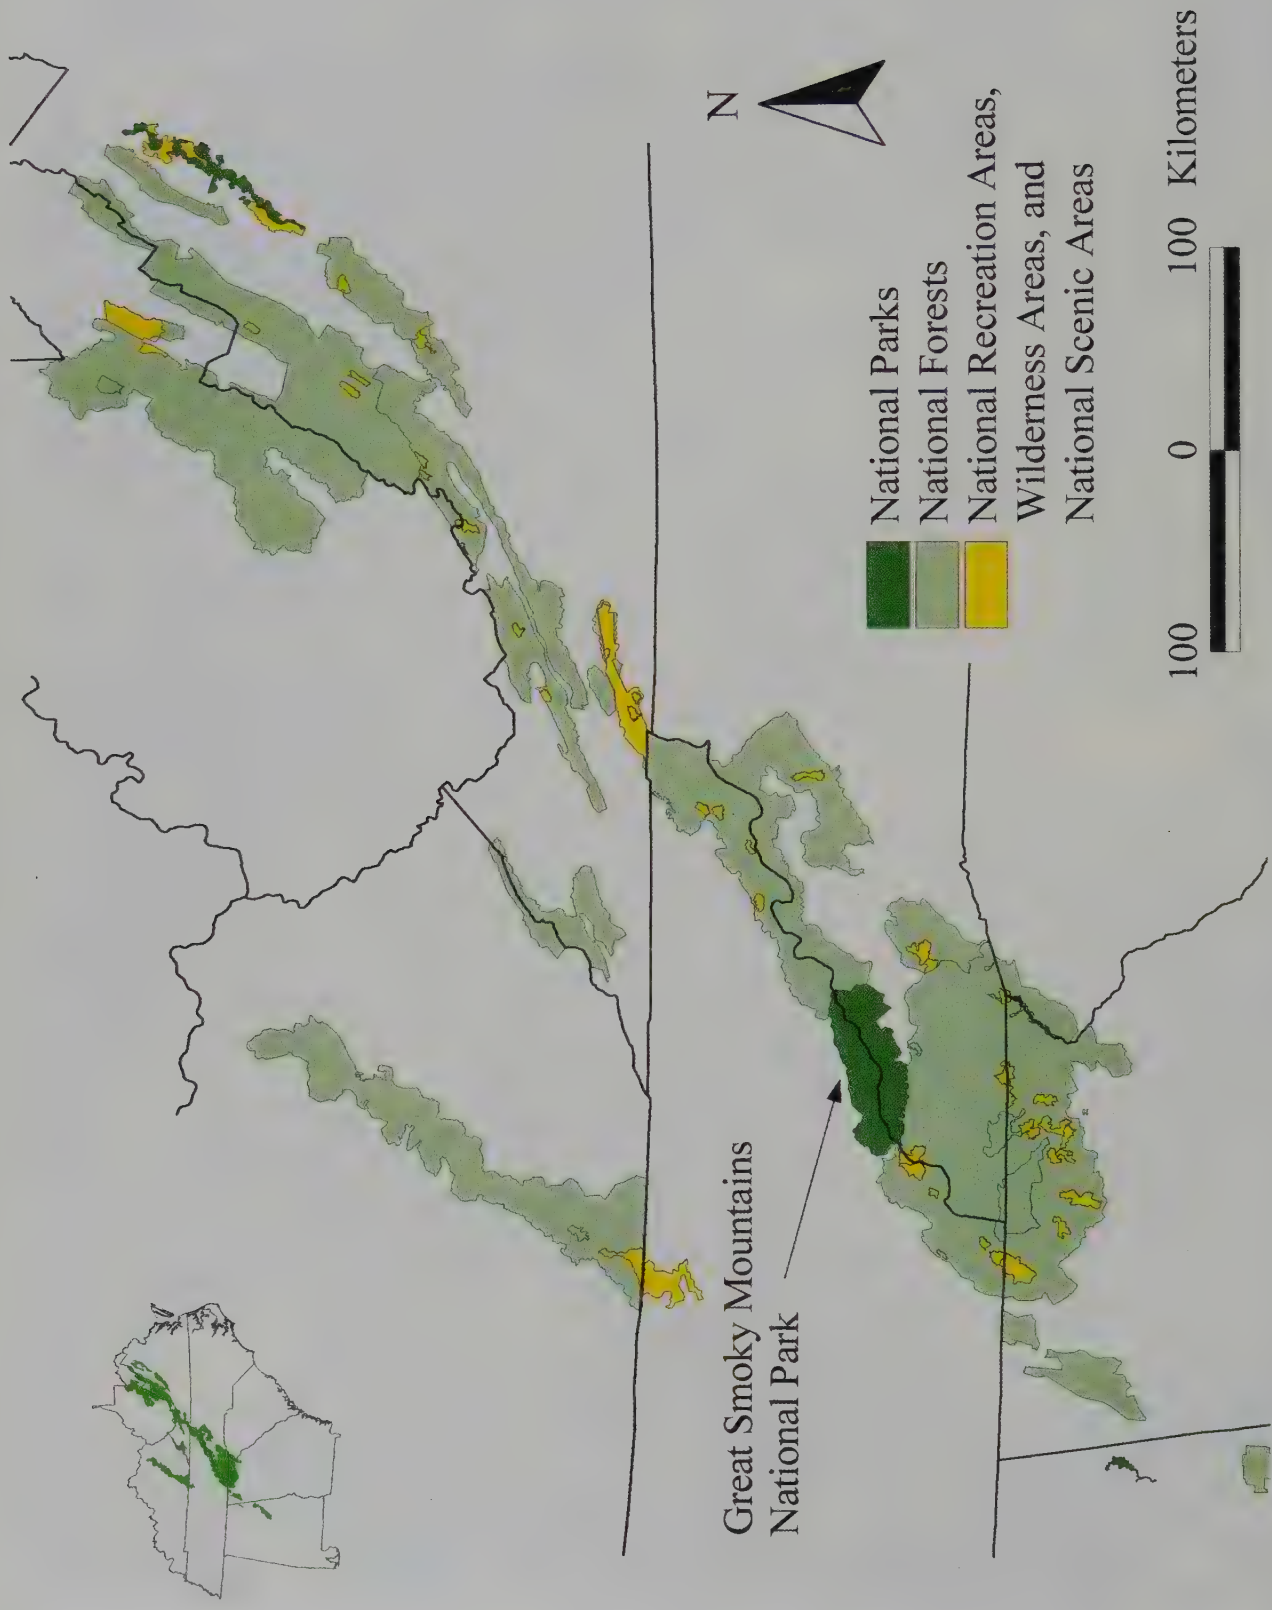 Great Smoky Mountains
National Park
N
National Parks
National Forests
National Recreation Areas,
Wilderness Areas, and
National Scenic Areas
100 0 100 Kilometers